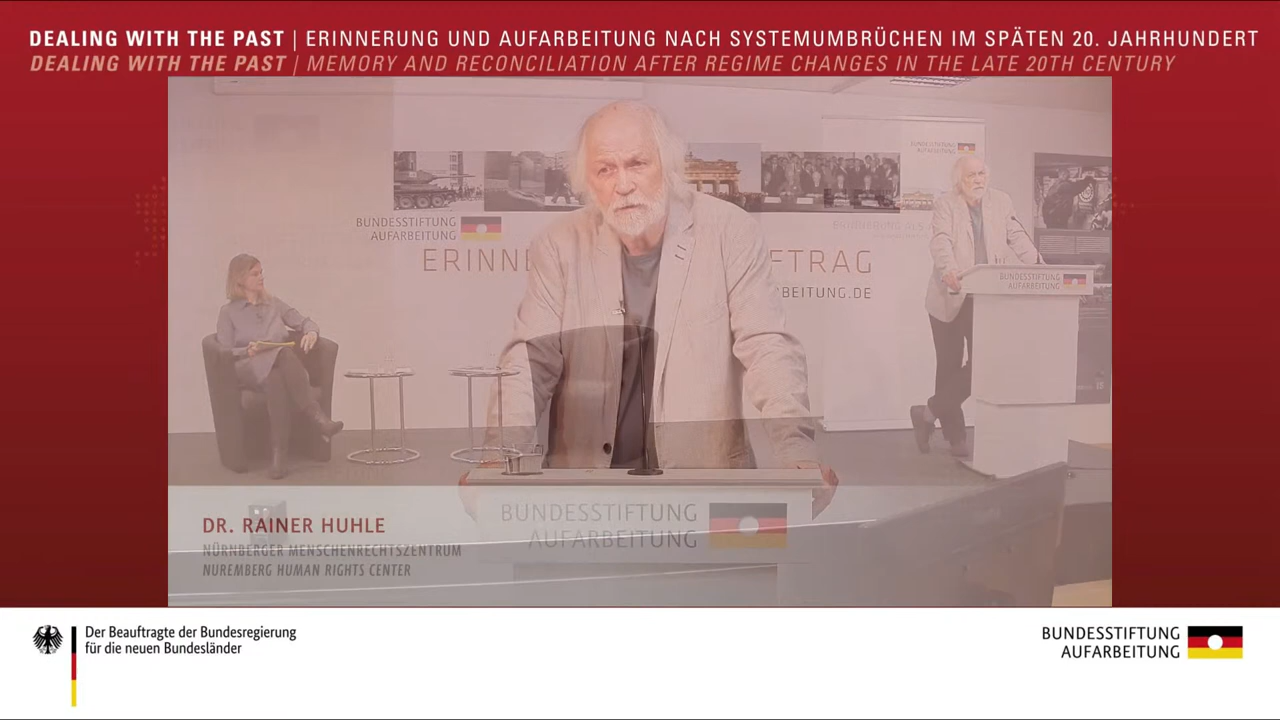 DEALING WITH THE PAST | ERINNERUNG UND AUFARBEITUNG NACH SYSTEMUMBRÜCHEN IM SPÄTEN 20. JAHRHUNDERT
DEALING WITH THE PAST | MEMORY AND RECONCILIATION AFTER REGIME CHANGES IN THE LATE 20TH CENTURY
BUNDESSTIFTUNG
AUFARBEITUNG
BUNDESSTIFTUNG
AUFARBEITUNG
ERINNE
FTRAG
BEITUNG.DE
BUNDESSTIFTUNG
AUFARBEITUNG
BUNDESSTIFTUNG
AUFARBEITUNG
DR. RAINER HUHLE
NÜRNBERGER MENSCHENRECHTSZENTRUM
NUREMBERG HUMAN RIGHTS CENTER
Der Beauftragte der Bundesregierung
für die neuen Bundesländer
BUNDESSTIFTUNG
AUFARBEITUNG